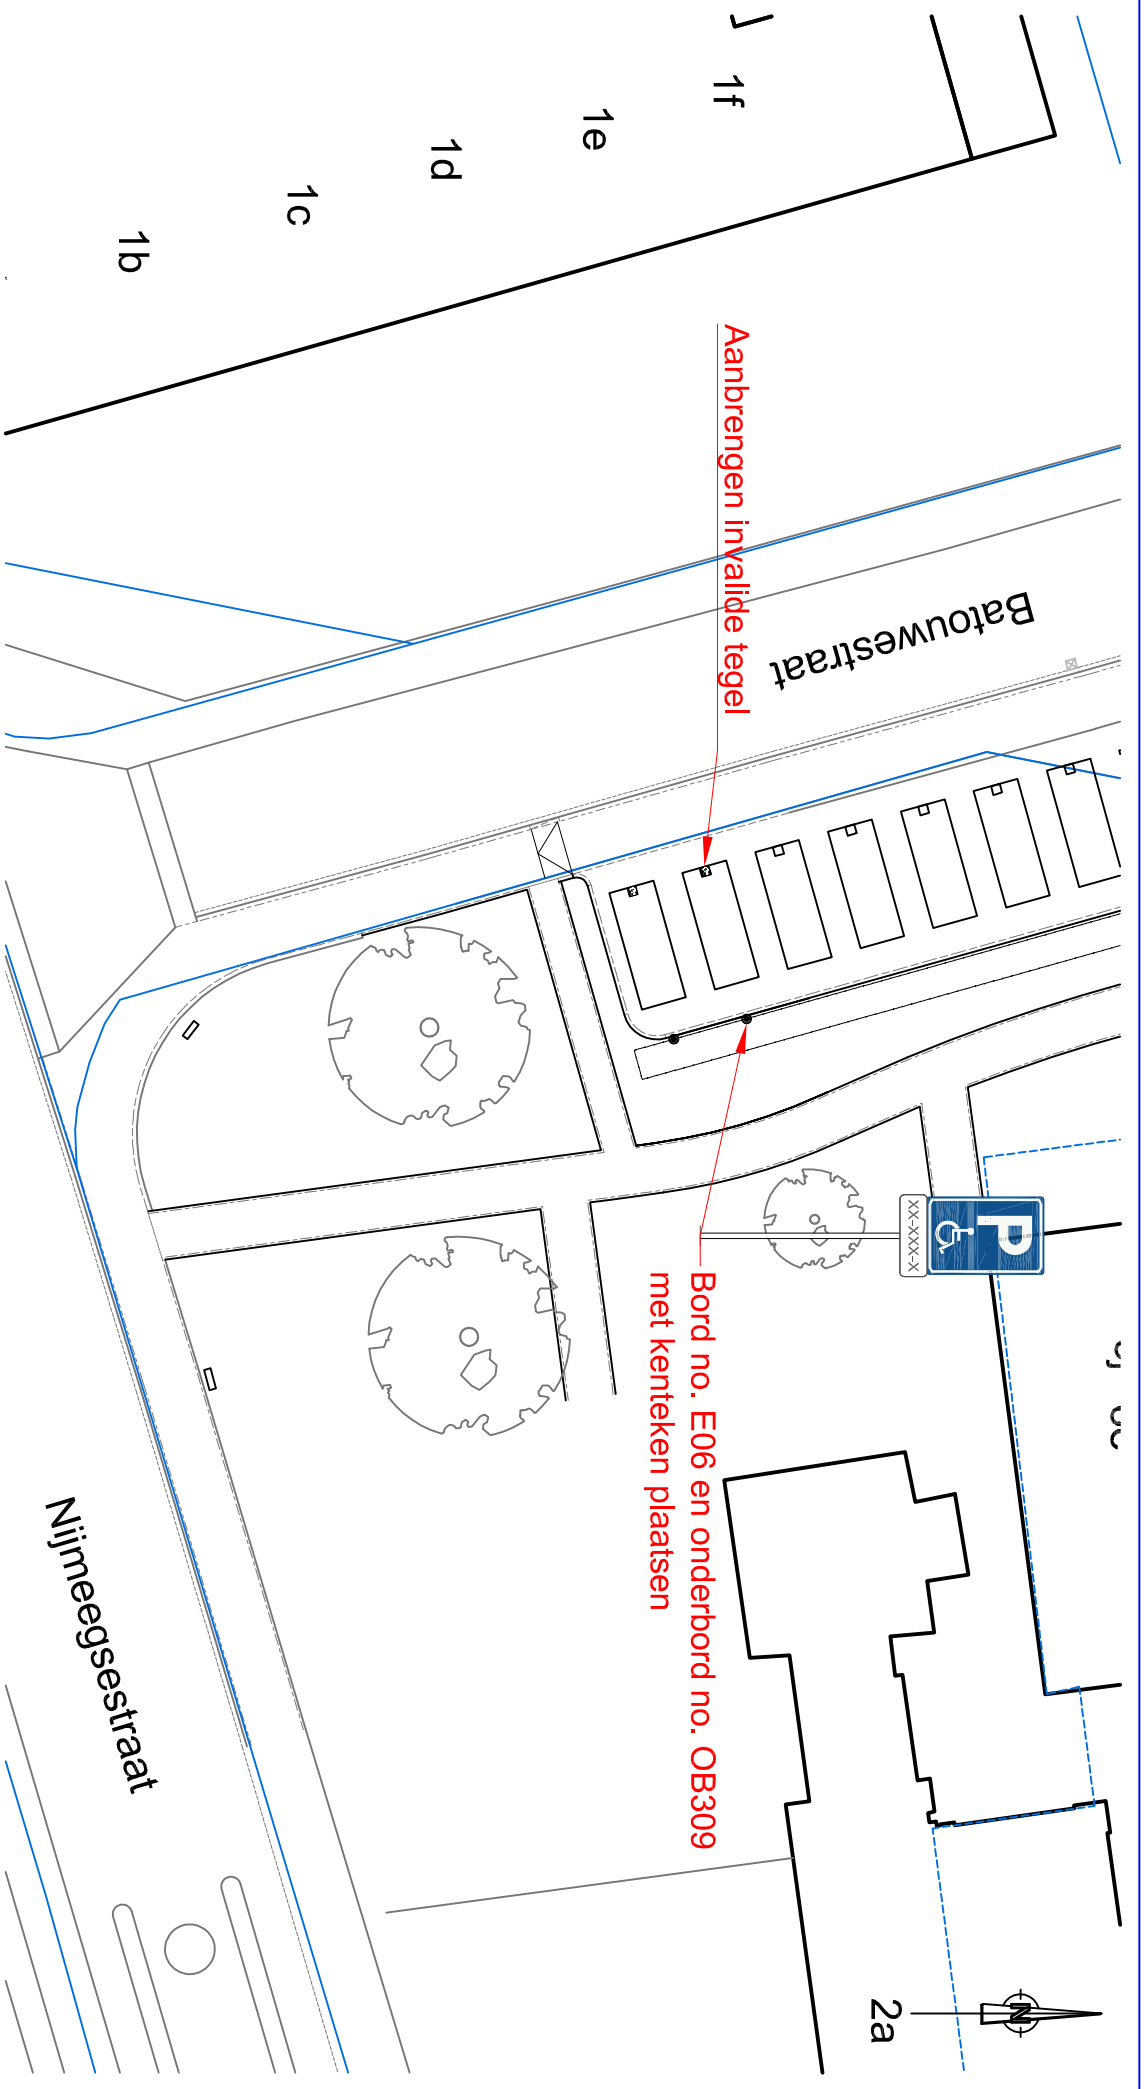 1f
1e
1d
1c
1b
Aanbrengen invalide tegel
Batouwestraat
P
XX-XXX-X
Bord no. E06 en onderbord no. OB309
met kenteken plaatsen
Nijmeegsestraat
2a
N